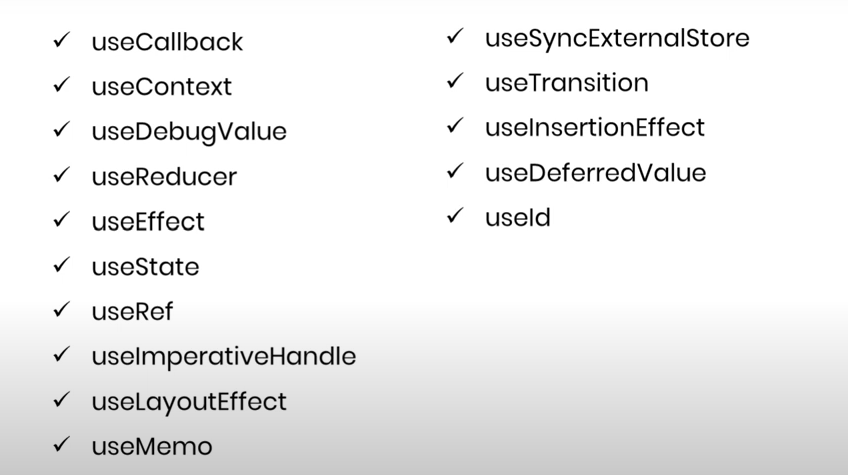 useCallback
useContext
useDebugValue
useReducer
useEffect
useState
useRef
useImperativeHandle
useLayoutEffect
useMemo
useSyncExternalStore
useTransition
useInsertionEffect
useDeferredValue
useId